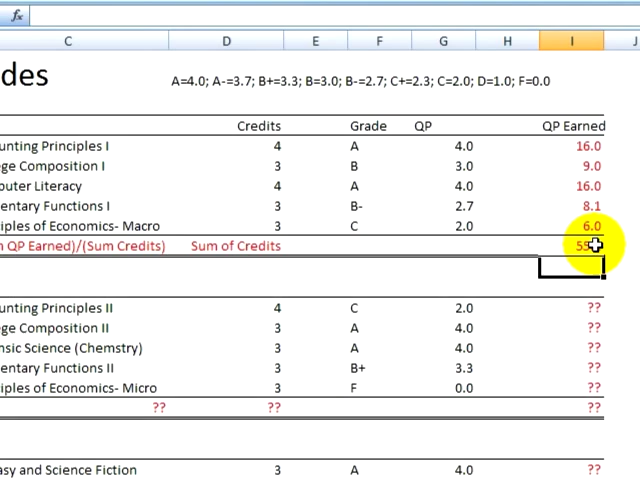 fx
C D E F G H I J
des A=4.0; A-=3.7; B+=3.3; B=3.0; B-=2.7; C+=2.3; C=2.0; D=1.0; F=0.0
Credits Grade QP QP Earned
unting Principles I 4 A 4.0 16.0
ege Composition I 3 B 3.0 9.0
puter Literacy 4 A 4.0 16.0
entary Functions I 3 B- 2.7 8.1
iples of Economics- Macro 3 C 2.0 6.0
QP Earned)/(Sum Credits) Sum of Credits
unting Principles II 4 C 2.0 ??
ege Composition II 3 A 4.0 ??
nsic Science (Chemstry) 3 A 4.0 ??
entary Functions II 3 B+ 3.3 ??
iples of Economics- Micro 3 F 0.0 ??
?? ?? ??
asy and Science Fiction 3 A 4.0 ??